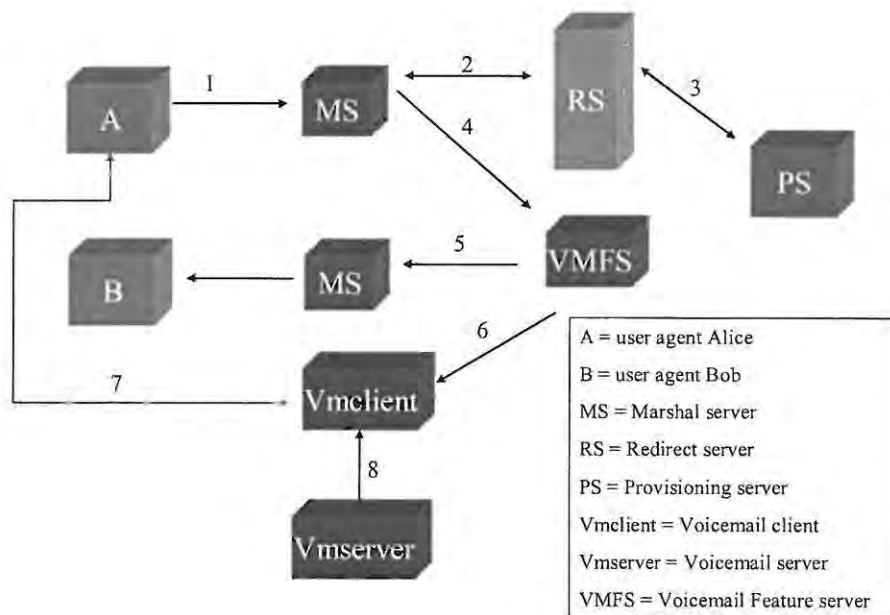 1
2
3
A
MS
RS
4
PS
5
B
MS
VMFS
6
7
Vmclient
8
Vmserver
A = user agent Alice
B = user agent Bob
MS = Marshal server
RS = Redirect server
PS = Provisioning server
Vmclient = Voicemail client
Vmserver = Voicemail server
VMFS = Voicemail Feature server